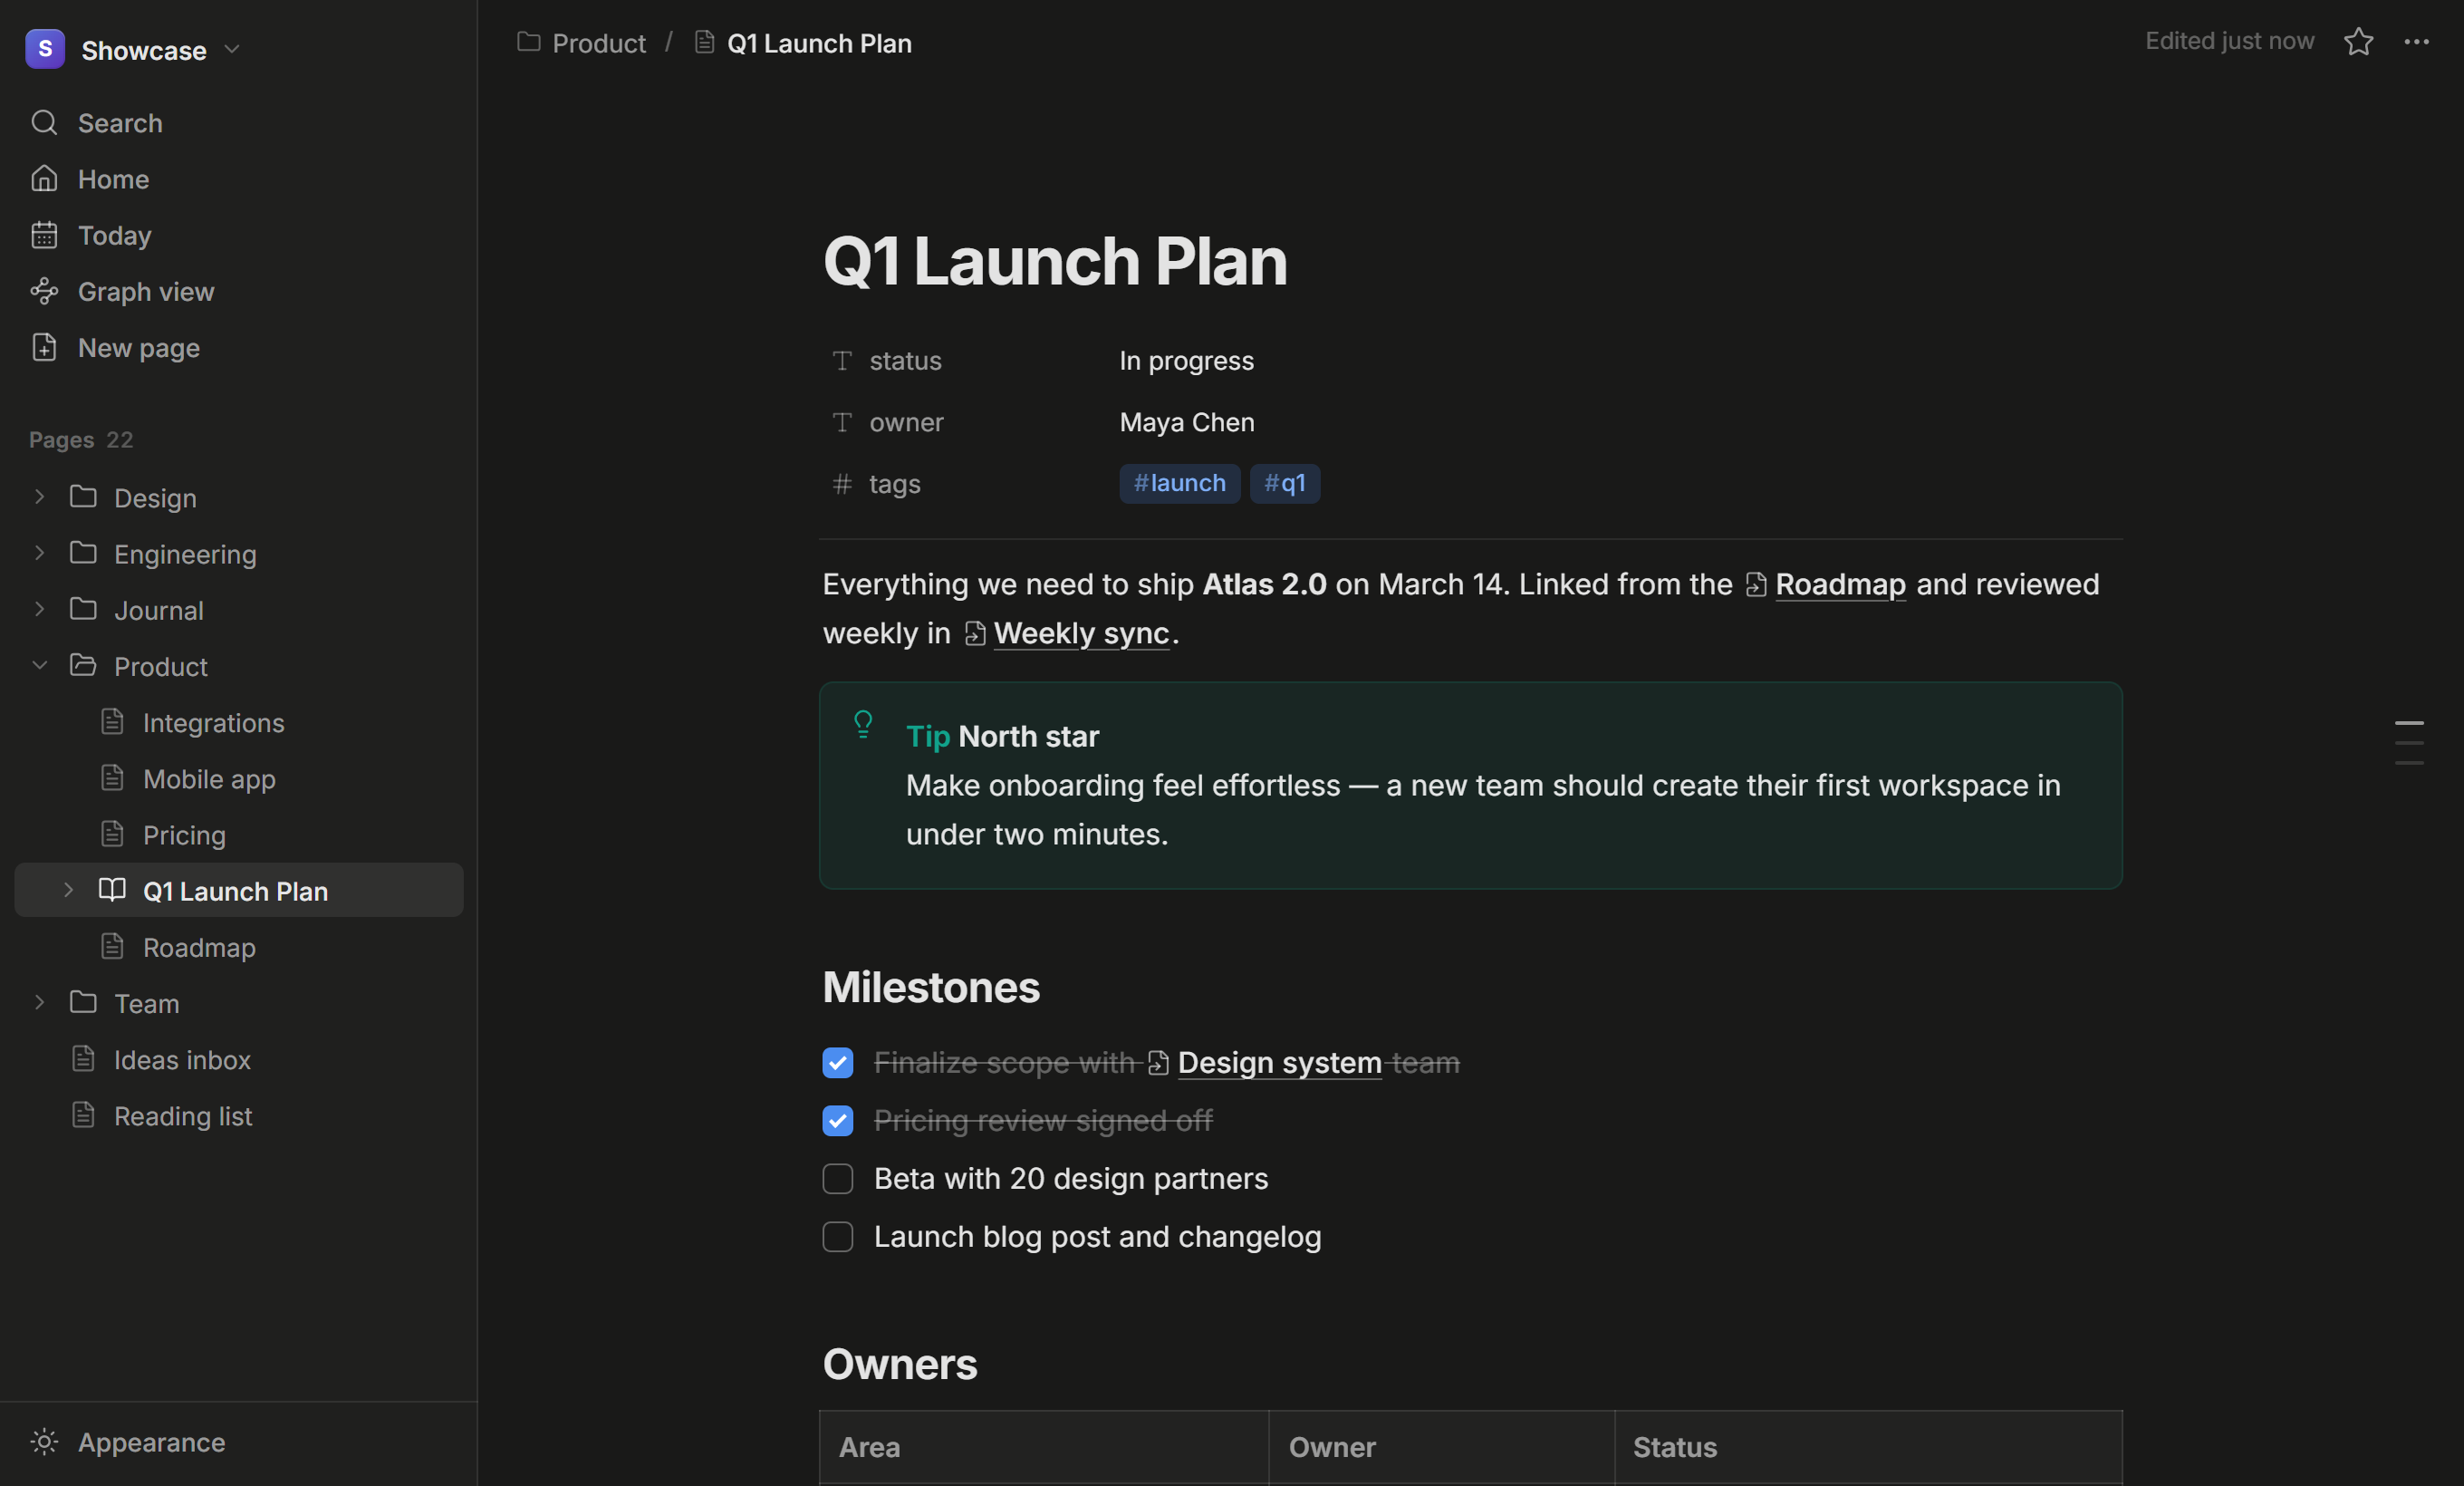 S Showcase
Search
Home
Today
Graph view
New page
Pages 22
Design
Engineering
Journal
Product
Integrations
Mobile app
Pricing
Q1 Launch Plan
Roadmap
Team
Ideas inbox
Reading list
Appearance
Product / Q1 Launch Plan
Edited just now
Q1 Launch Plan
status In progress
owner Maya Chen
# tags #launch #q1
Everything we need to ship Atlas 2.0 on March 14. Linked from the Roadmap and reviewed
weekly in Weekly sync.
Tip North star
Make onboarding feel effortless — a new team should create their first workspace in
under two minutes.
Milestones
Finalize scope with Design system team
Pricing review signed off
Beta with 20 design partners
Launch blog post and changelog
Owners
Area Owner Status